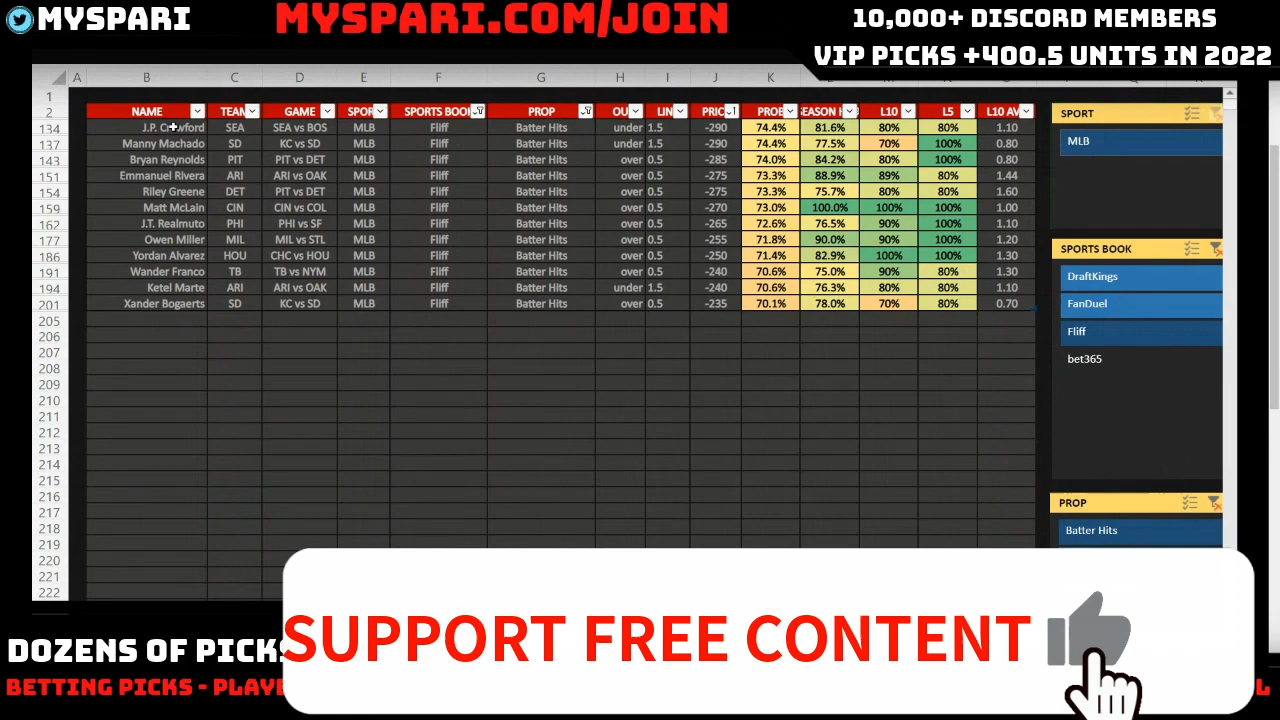 MYSPARI
MYSPARI.COM/JOIN
10,000+ DISCORD MEMBERS
VIP PICKS +400.5 UNITS IN 2022
A B C D E F G H I J K
1
2 NAME TEAM GAME SPOR SPORTS BOO PROP OU LIN PRIC PROB SEASON H L10 L5 L10 AV
134 J.P. Crawford SEA SEA vs BOS MLB Fliff Batter Hits under 1.5 -290 74.4% 81.6% 80% 80% 1.10
137 Manny Machado SD KC vs SD MLB Fliff Batter Hits under 1.5 -290 74.4% 77.5% 70% 100% 0.80
143 Bryan Reynolds PIT PIT vs DET MLB Fliff Batter Hits over 0.5 -285 74.0% 84.2% 80% 100% 0.80
151 Emmanuel Rivera ARI ARI vs OAK MLB Fliff Batter Hits over 0.5 -275 73.3% 88.9% 89% 80% 1.44
154 Riley Greene DET PIT vs DET MLB Fliff Batter Hits over 0.5 -275 73.3% 75.7% 80% 80% 1.60
159 Matt McLain CIN CIN vs COL MLB Fliff Batter Hits over 0.5 -270 73.0% 100.0% 100% 100% 1.00
162 J.T. Realmuto PHI PHI vs SF MLB Fliff Batter Hits over 0.5 -265 72.6% 76.5% 90% 80% 1.10
177 Owen Miller MIL MIL vs STL MLB Fliff Batter Hits over 0.5 -255 71.8% 90.0% 90% 100% 1.20
186 Yordan Alvarez HOU CHC vs HOU MLB Fliff Batter Hits over 0.5 -250 71.4% 82.9% 100% 100% 1.30
191 Wander Franco TB TB vs NYM MLB Fliff Batter Hits over 0.5 -240 70.6% 75.0% 90% 80% 1.30
194 Ketel Marte ARI ARI vs OAK MLB Fliff Batter Hits under 1.5 -240 70.6% 76.3% 80% 80% 1.10
201 Xander Bogaerts SD KC vs SD MLB Fliff Batter Hits over 0.5 -235 70.1% 78.0% 70% 80% 0.70
205
206
207
208
209
210
211
212
213
214
215
216
217
218
219
220
221
222
SPORT
MLB
SPORTS BOOK
DraftKings
FanDuel
Fliff
bet365
PROP
Batter Hits
SUPPORT FREE CONTENT
DOZENS OF PICK
BETTING PICKS - PLAYE